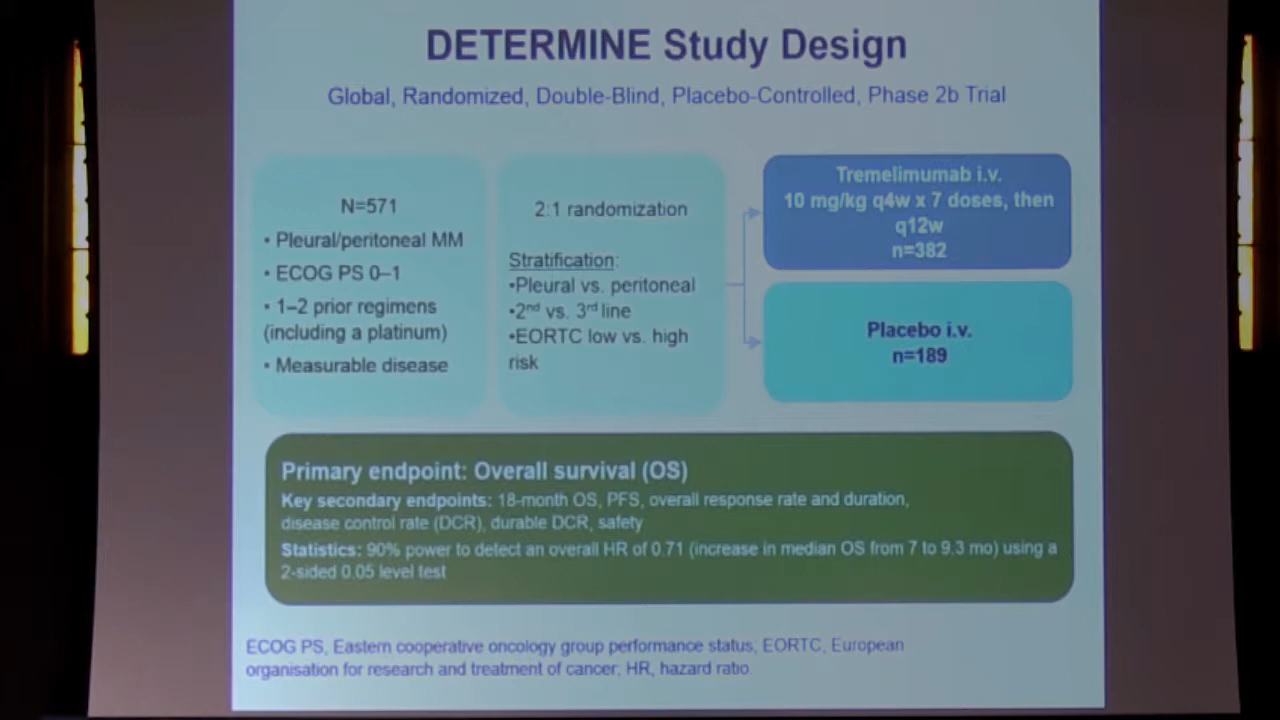 DETERMINE Study Design
Global, Randomized, Double-Blind, Placebo-Controlled, Phase 2b Trial
N=571
• Pleural/peritoneal MM
• ECOG PS 0–1
• 1–2 prior regimens
(including a platinum)
• Measurable disease
2:1 randomization
Stratification:
•Pleural vs. peritoneal
•2nd vs. 3rd line
•EORTC low vs. high
risk
Tremelimumab i.v.
10 mg/kg q4w x 7 doses, then
q12w
n=382
Placebo i.v.
n=189
Primary endpoint: Overall survival (OS)
Key secondary endpoints: 18-month OS, PFS, overall response rate and duration,
disease control rate (DCR), durable DCR, safety
Statistics: 90% power to detect an overall HR of 0.71 (increase in median OS from 7 to 9.3 mo) using a
2-sided 0.05 level test
ECOG PS, Eastern cooperative oncology group performance status; EORTC, European
organisation for research and treatment of cancer; HR, hazard ratio